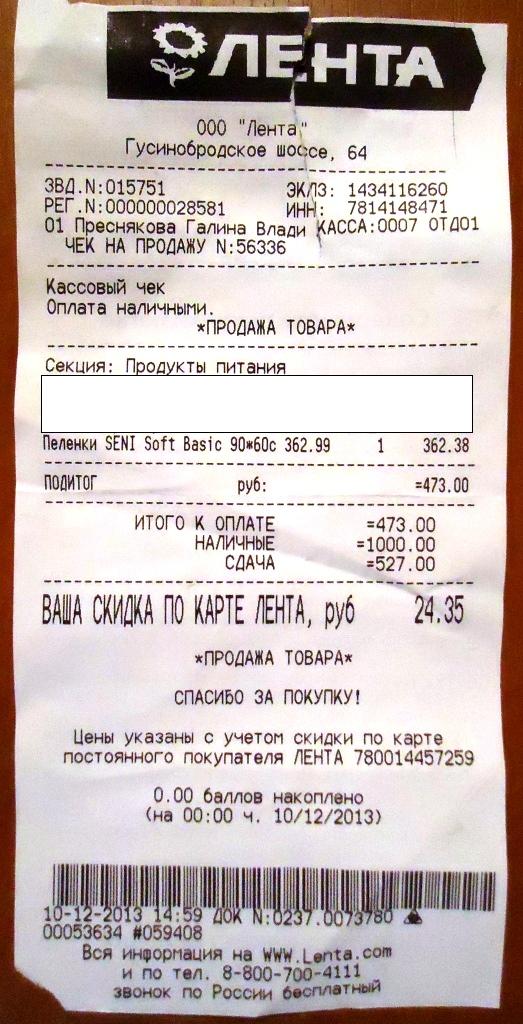 ЛЕНТА
ООО "Лента"
Гусинобродское шоссе, 64
ЗВД.N:015751 ЭКЛЗ: 1434116260
РЕГ.N:000000028581 ИНН: 7814148471
01 Преснякова Галина Влади КАССА:0007 ОТД01
ЧЕК НА ПРОДАЖУ N:56336
Кассовый чек
Оплата наличными.
*ПРОДАЖА ТОВАРА*
Секция: Продукты питания
Пеленки SENI Soft Basic 90*60с 362.99 1 362.38
ПОДИТОГ руб: =473.00
ИТОГО К ОПЛАТЕ =473.00
НАЛИЧНЫЕ =1000.00
СДАЧА =527.00
ВАША СКИДКА ПО КАРТЕ ЛЕНТА, руб 24.35
*ПРОДАЖА ТОВАРА*
СПАСИБО ЗА ПОКУПКУ!
Цены указаны с учетом скидки по карте
постоянного покупателя ЛЕНТА 780014457259
0.00 баллов накоплено
(на 00:00 ч. 10/12/2013)
10-12-2013 14:59 ДОК N:0237.0073780
00053634 #059408
Вся информация на WWW.Lenta.com
и по тел. 8-800-700-4111
звонок по России бесплатный